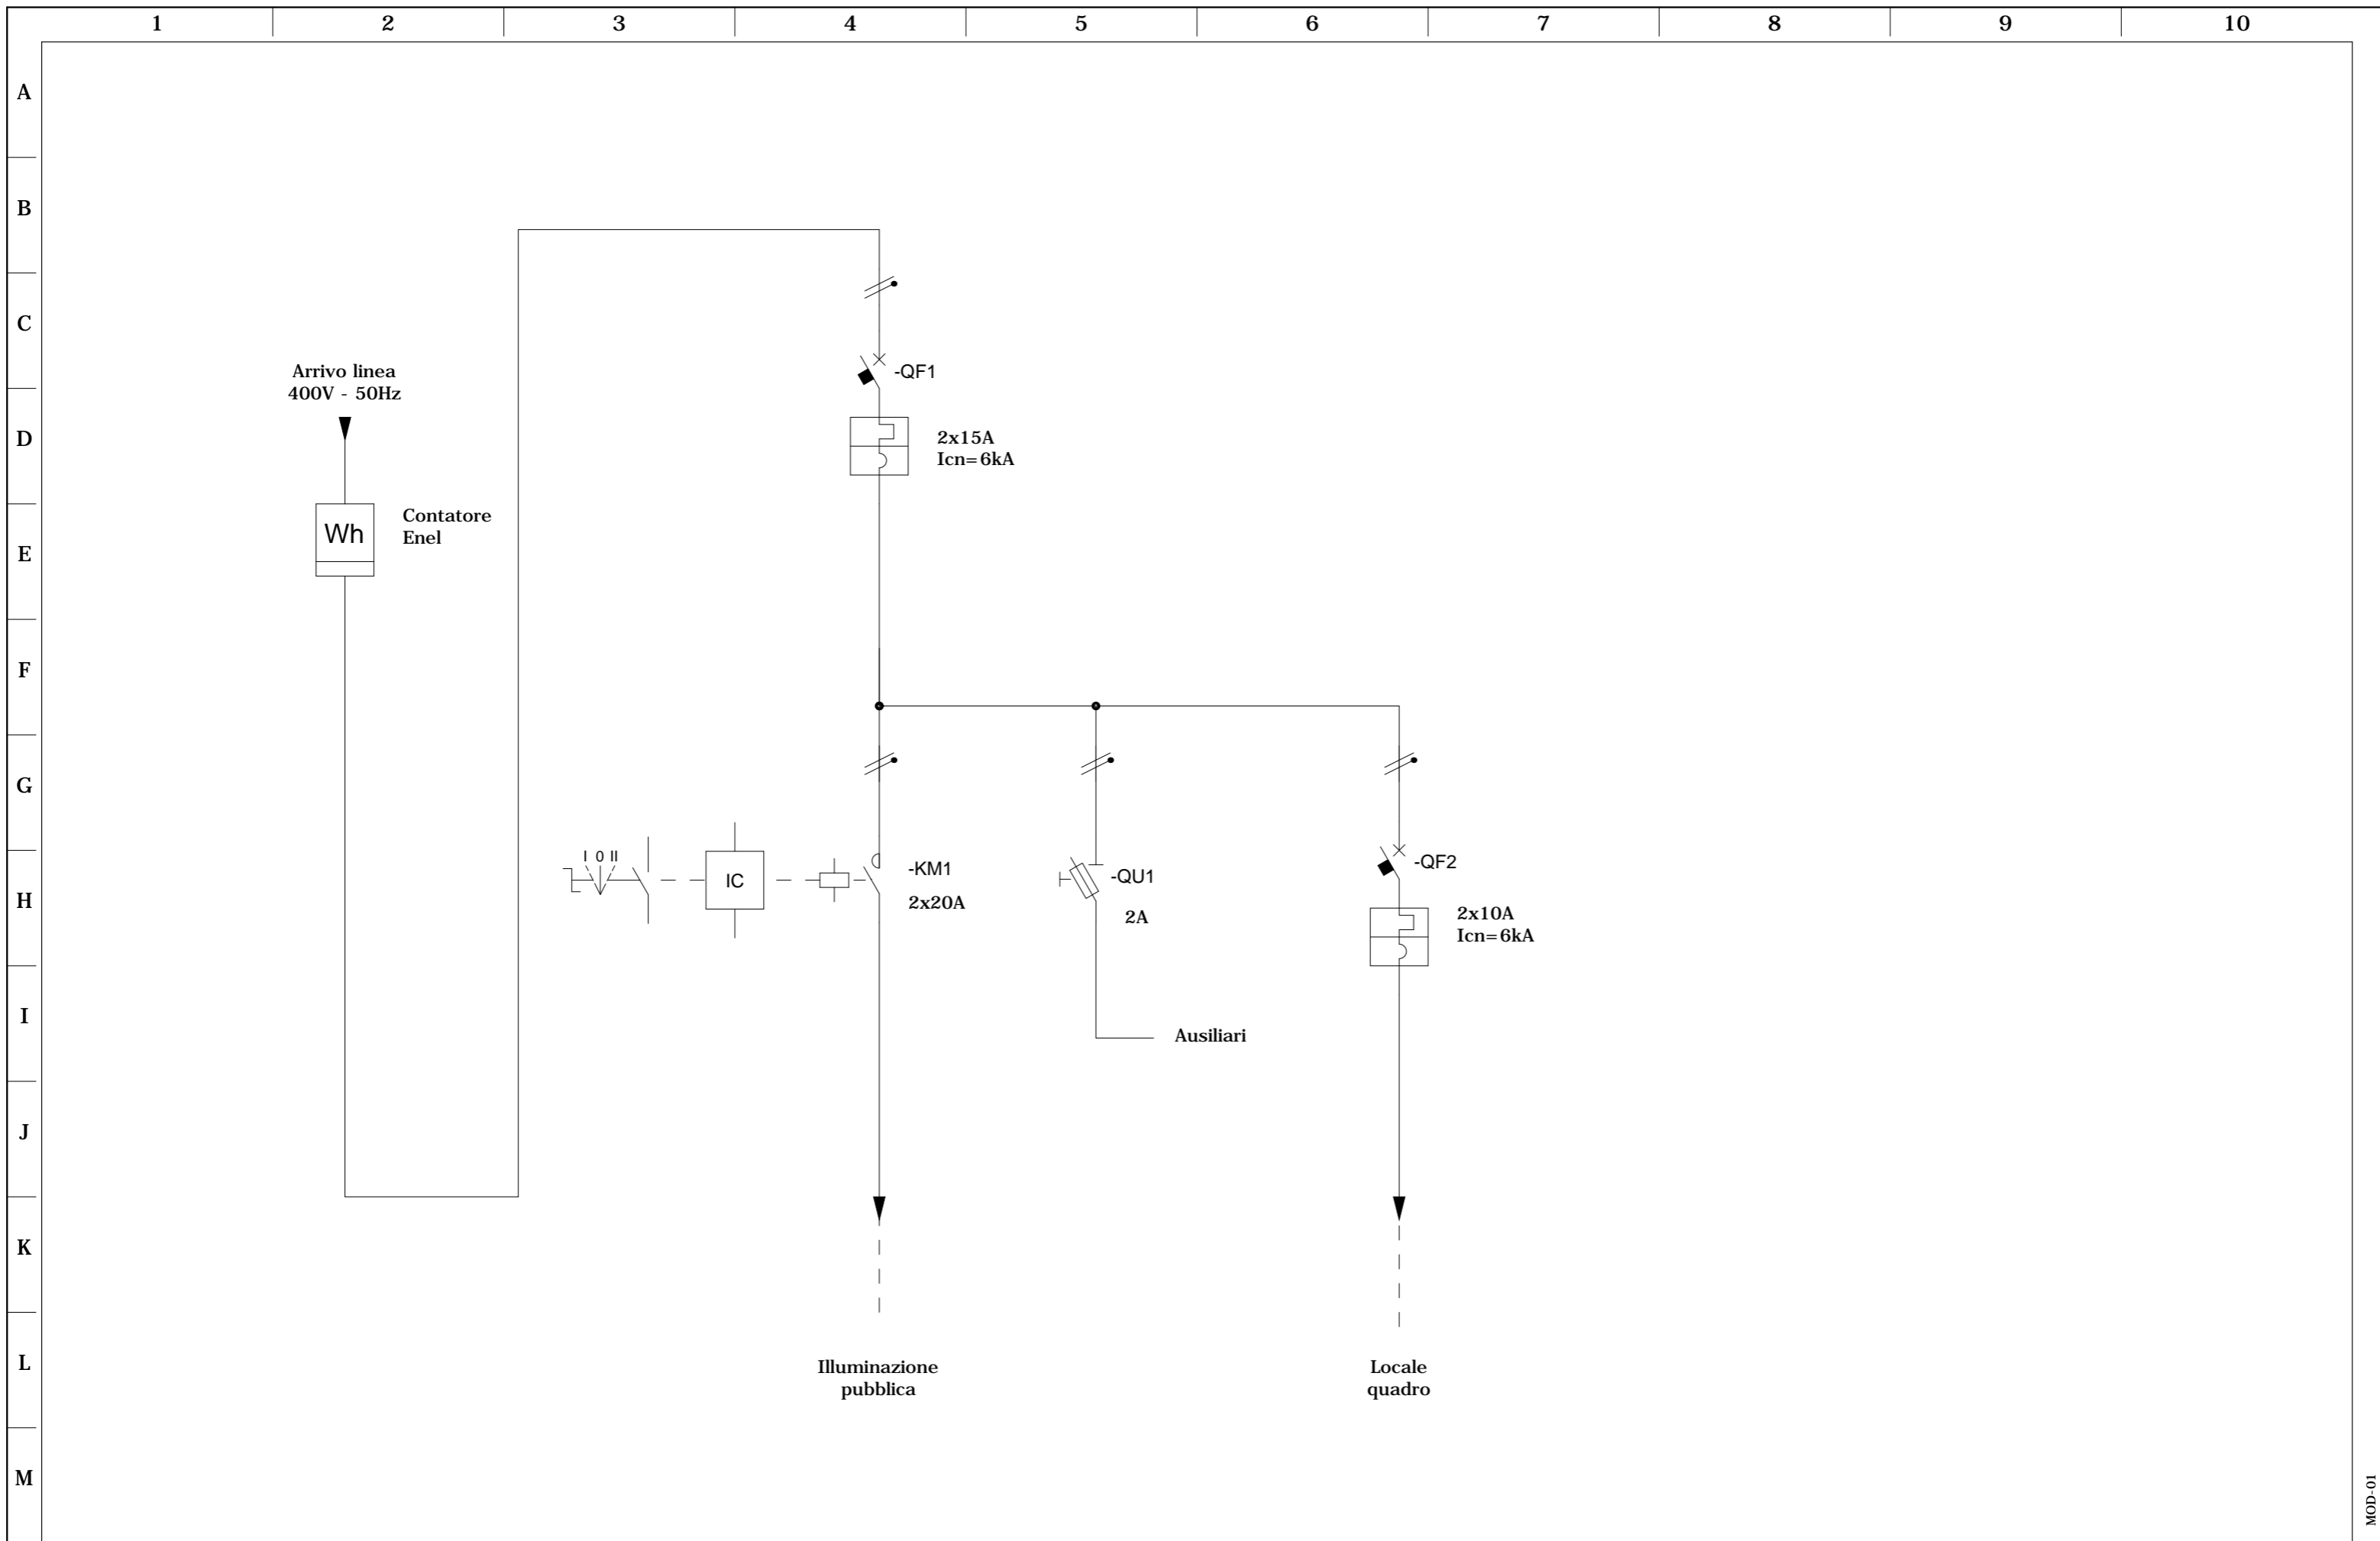 1 2 3 4 5 6 7 8 9 10
A
B
C
Arrivo linea
400V - 50Hz
-QF1
D
2x15A
Icn=6kA
Wh
Contatore
Enel
E
F
G
I 0 II
IC
-KM1
2x20A
-QU1
2A
-QF2
H
2x10A
Icn=6kA
I
Ausiliari
J
K
L
Illuminazione
pubblica
Locale
quadro
M
MOD-01